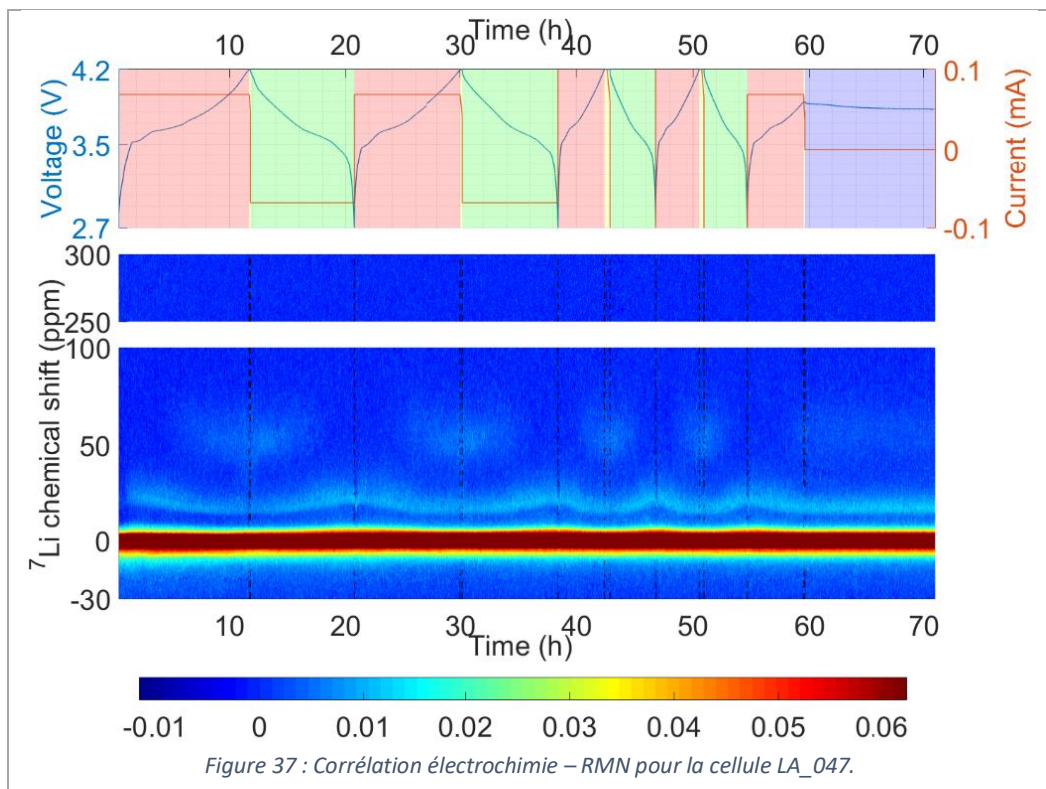 Time (h)
10 20 30 40 50 60 70
4.2
3.5
2.7
Voltage (V)
0.1
0
-0.1
Current (mA)
300
250
100
50
0
-30
⁷Li chemical shift (ppm)
10 20 30 40 50 60 70
Time (h)
-0.01 0 0.01 0.02 0.03 0.04 0.05 0.06
Figure 37 : Corrélation électrochimie – RMN pour la cellule LA_047.